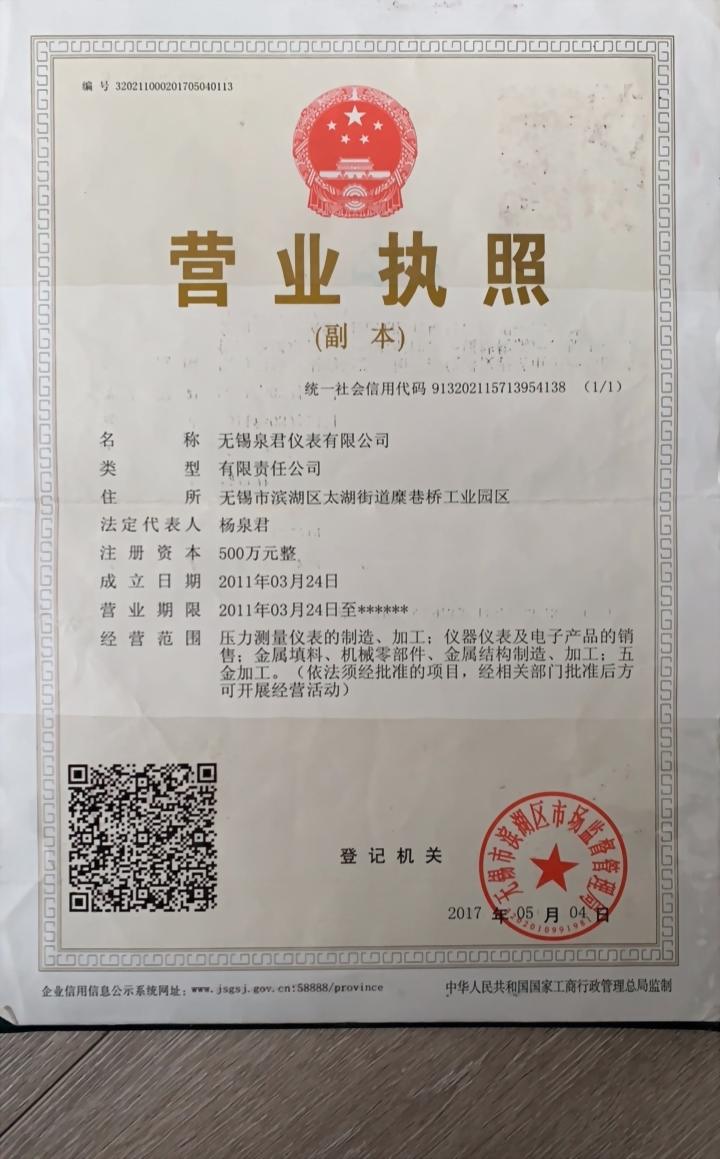 编 号 320211000201705040113
营业执照
(副 本)
统一社会信用代码 913202115713954138 （1/1）
名 称 无锡泉君仪表有限公司
类 型 有限责任公司
住 所 无锡市滨湖区太湖街道糜巷桥工业园区
法定代表人 杨泉君
注 册 资 本 500万元整
成 立 日 期 2011年03月24日
营 业 期 限 2011年03月24日至******
经 营 范 围 压力测量仪表的制造、加工；仪器仪表及电子产品的销
售；金属填料、机械零部件、金属结构制造、加工；五
金加工。（依法须经批准的项目，经相关部门批准后方
可开展经营活动）
无锡市滨湖区市场监督管理局
登 记 机 关
2017 年 05 月 04 日
企业信用信息公示系统网址：www.jsgsj.gov.cn:58888/province
中华人民共和国国家工商行政管理总局监制